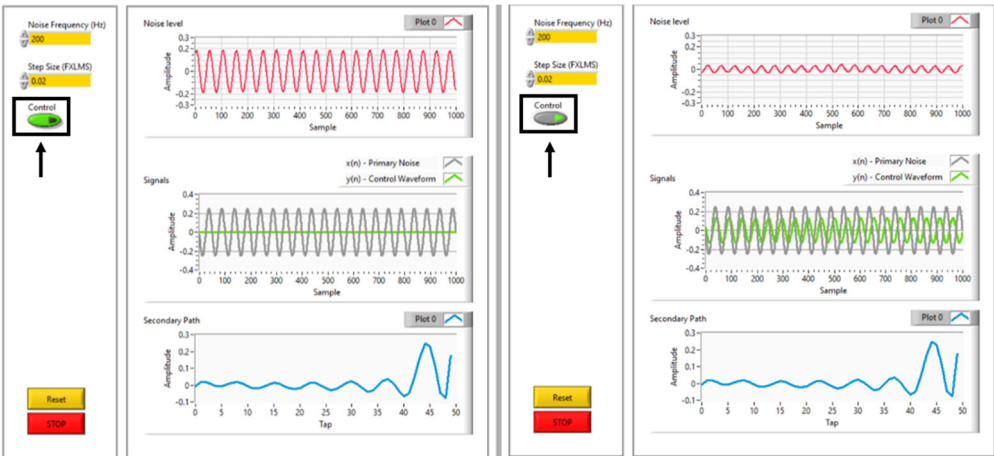 Noise Frequency (Hz)
200
Step Size (FXLMS)
0.02
Control
Reset
STOP
Noise level
Plot 0
Amplitude
0.3
0.2
0
-0.2
-0.3
0 100 200 300 400 500 600 700 800 900 1000
Sample
x(n) - Primary Noise
y(n) - Control Waveform
Signals
Amplitude
0.4
0.2
0
-0.2
-0.4
0 100 200 300 400 500 600 700 800 900 1000
Sample
Secondary Path
Plot 0
Amplitude
0.3
0.2
0.1
0
-0.1
0 5 10 15 20 25 30 35 40 45 50
Tap
Noise Frequency (Hz)
200
Step Size (FXLMS)
0.02
Control
Reset
STOP
Noise level
Plot 0
Amplitude
0.3
0.2
0
-0.2
-0.3
0 100 200 300 400 500 600 700 800 900 1000
Sample
x(n) - Primary Noise
y(n) - Control Waveform
Signals
Amplitude
0.4
0.2
0
-0.2
-0.4
0 100 200 300 400 500 600 700 800 900 1000
Sample
Secondary Path
Plot 0
Amplitude
0.3
0.2
0.1
0
-0.1
0 5 10 15 20 25 30 35 40 45 50
Tap